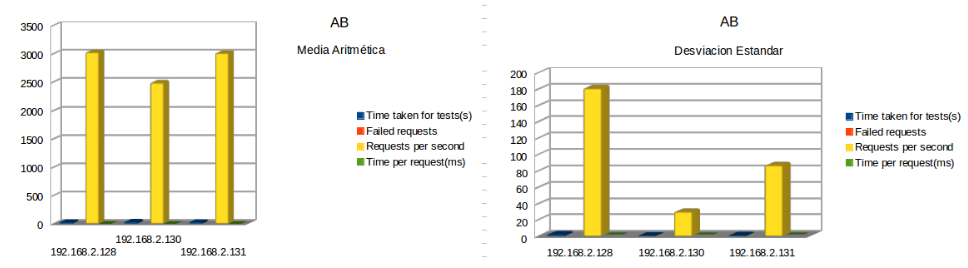 AB
Media Aritmética
3500
3000
2500
2000
1500
1000
500
0
192.168.2.128
192.168.2.130
192.168.2.131
Time taken for tests(s)
Failed requests
Requests per second
Time per request(ms)
AB
Desviacion Estandar
200
180
160
140
120
100
80
60
40
20
0
192.168.2.128
192.168.2.130
192.168.2.131
Time taken for tests(s)
Failed requests
Requests per second
Time per request(ms)